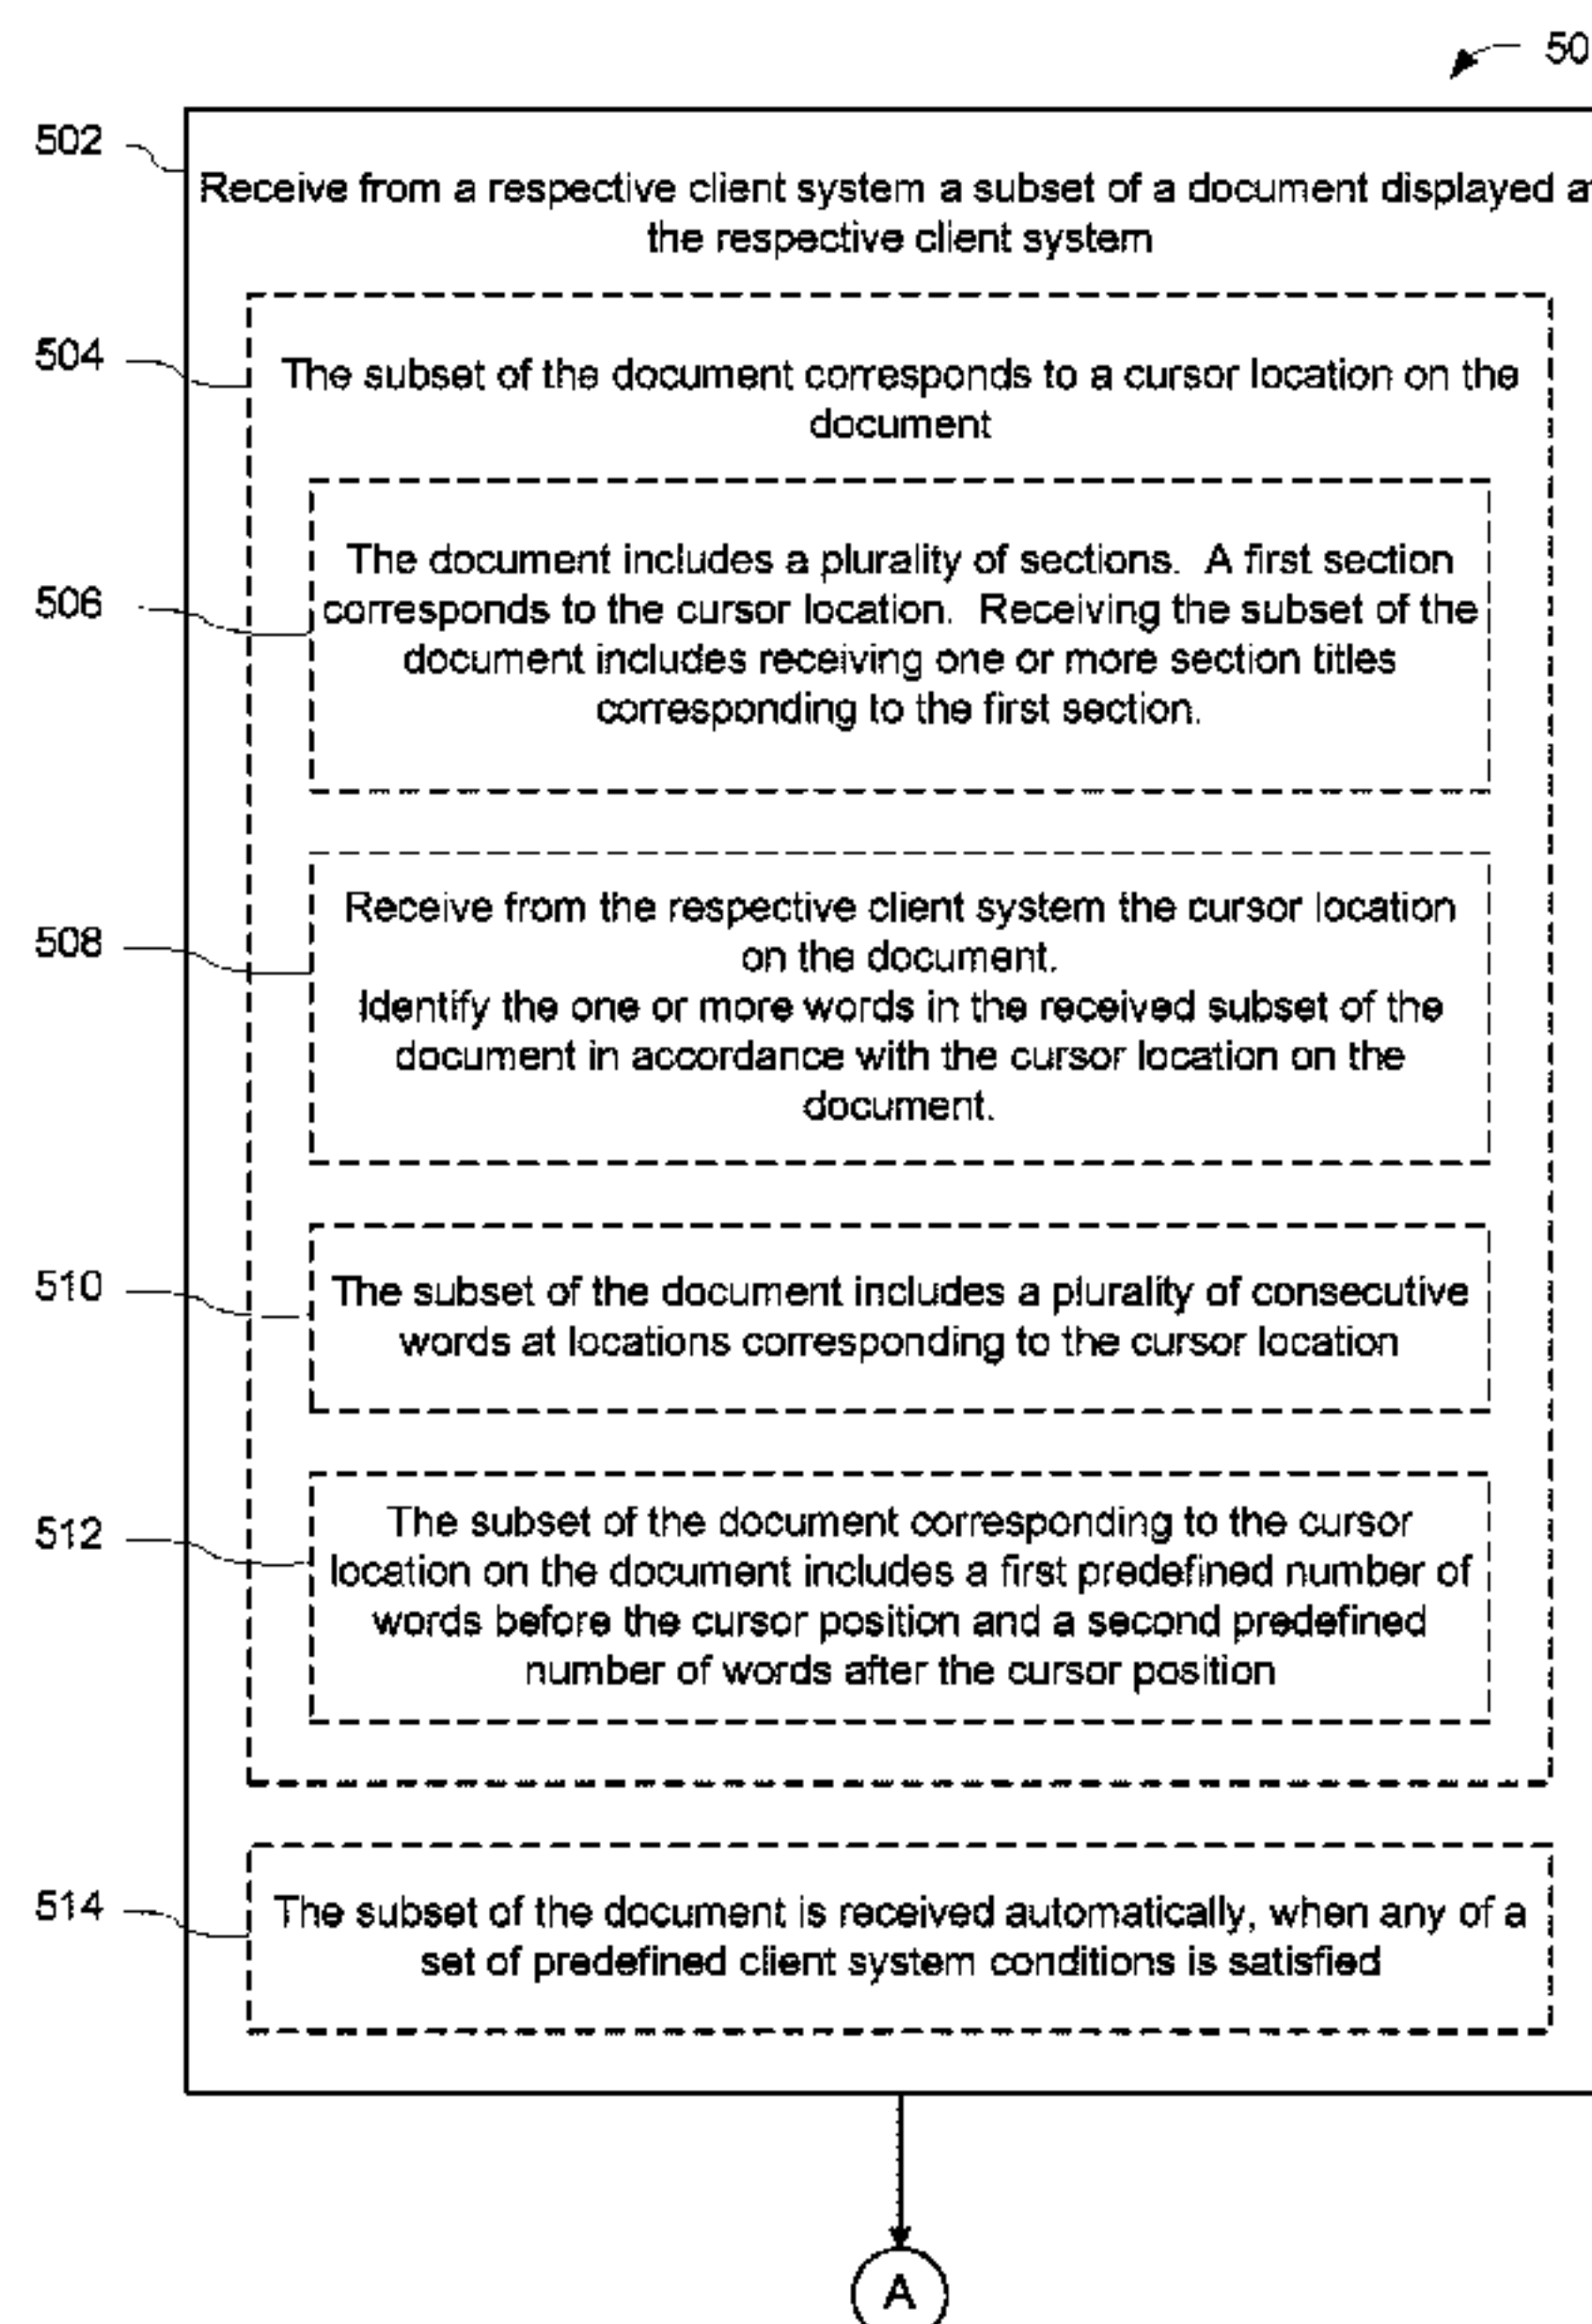 50
502
Receive from a respective client system a subset of a document displayed
the respective client system
504
The subset of the document corresponds to a cursor location on the
document
506
The document includes a plurality of sections. A first section
corresponds to the cursor location. Receiving the subset of the
document includes receiving one or more section titles
corresponding to the first section.
508
Receive from the respective client system the cursor location
on the document.
Identify the one or more words in the received subset of the
document in accordance with the cursor location on the
document.
510
The subset of the document includes a plurality of consecutive
words at locations corresponding to the cursor location
512
The subset of the document corresponding to the cursor
location on the document includes a first predefined number of
words before the cursor position and a second predefined
number of words after the cursor position
514
The subset of the document is received automatically, when any of a
set of predefined client system conditions is satisfied
A